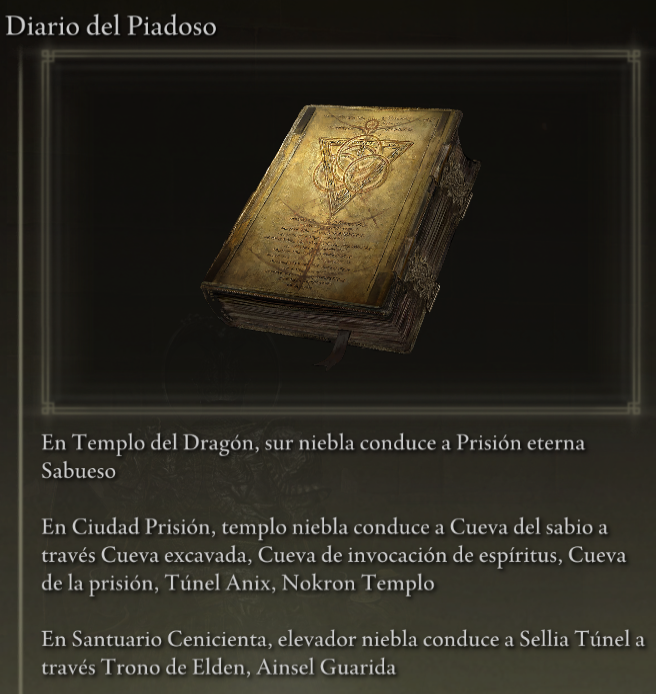 Diario del Piadoso
En Templo del Dragón, sur niebla conduce a Prisión eterna
Sabueso
En Ciudad Prisión, templo niebla conduce a Cueva del sabio a
través Cueva excavada, Cueva de invocación de espíritus, Cueva
de la prisión, Túnel Anix, Nokron Templo
En Santuario Cenicienta, elevador niebla conduce a Sellia Túnel a
través Trono de Elden, Ainsel Guarida